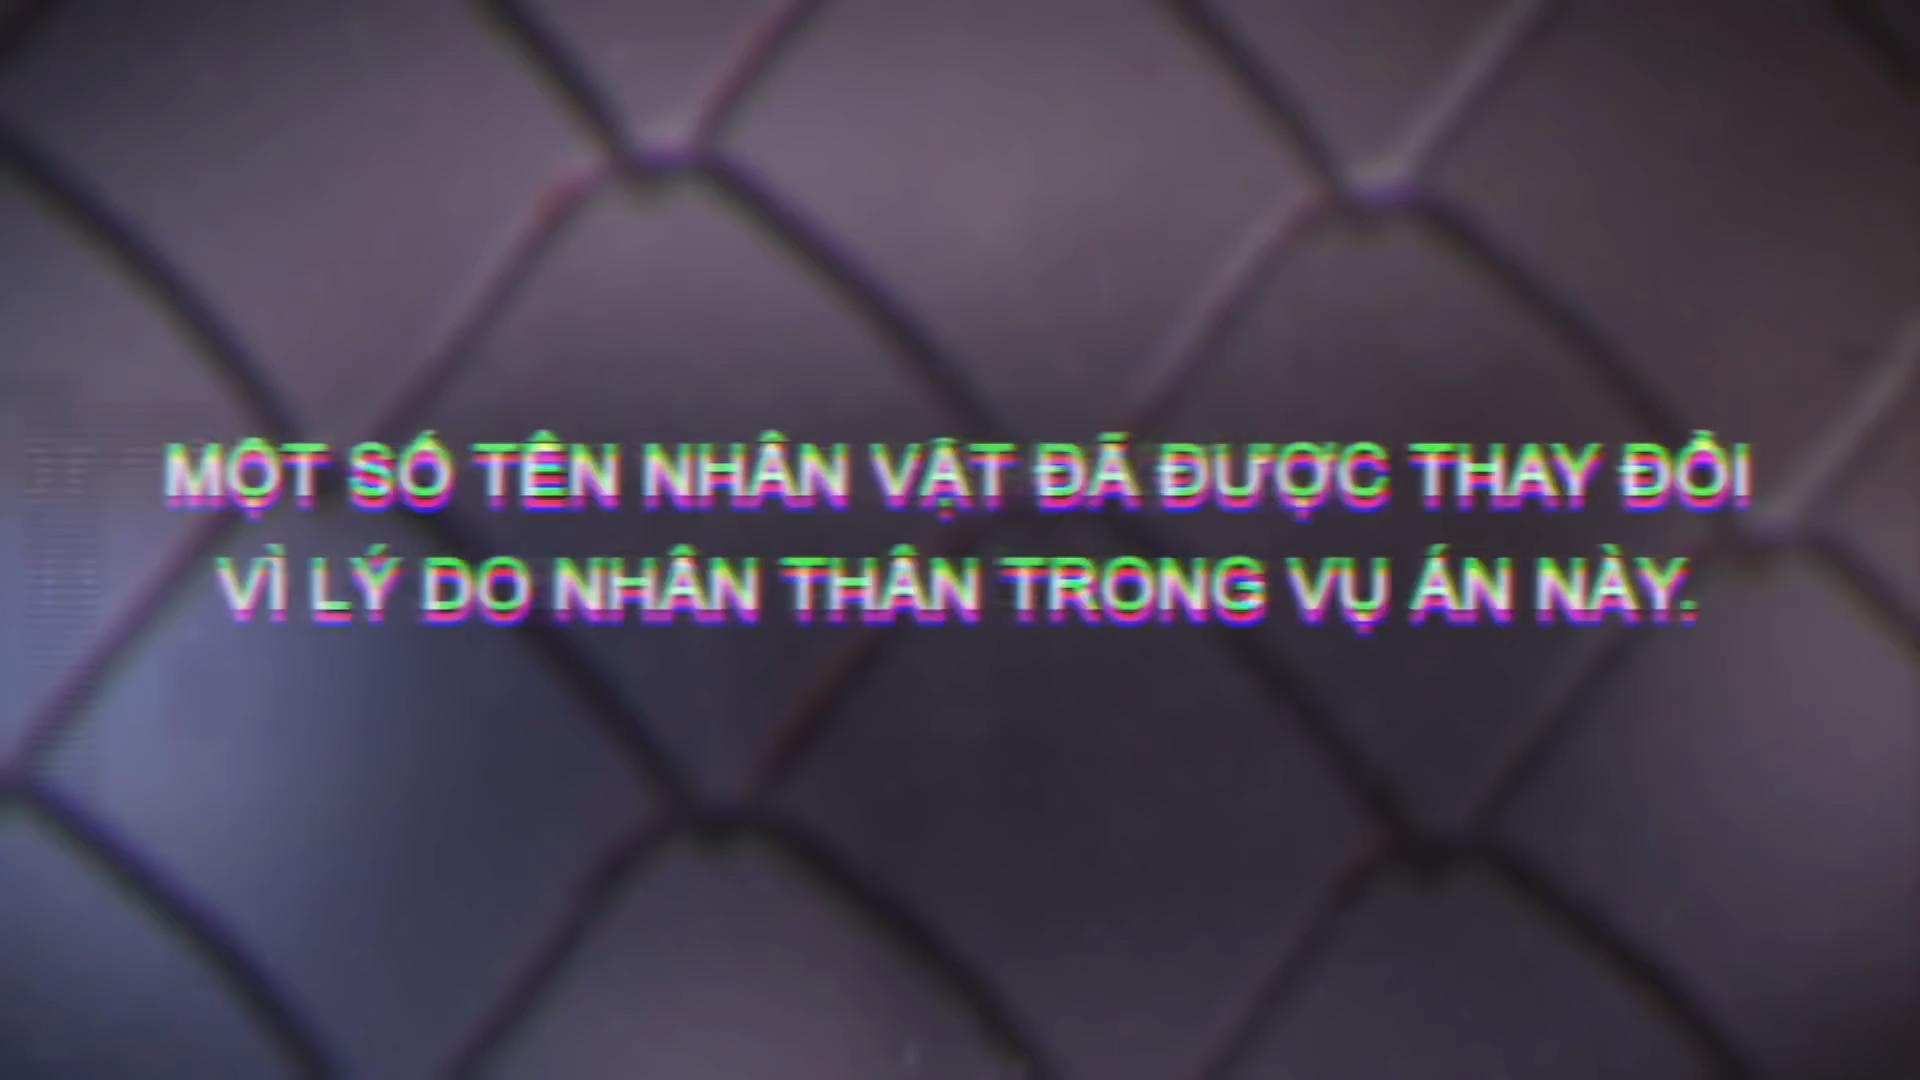 MỘT SỐ TÊN NHÂN VẬT ĐÃ ĐƯỢC THAY ĐỔI
VÌ LÝ DO NHÂN THÂN TRONG VỤ ÁN NÀY.